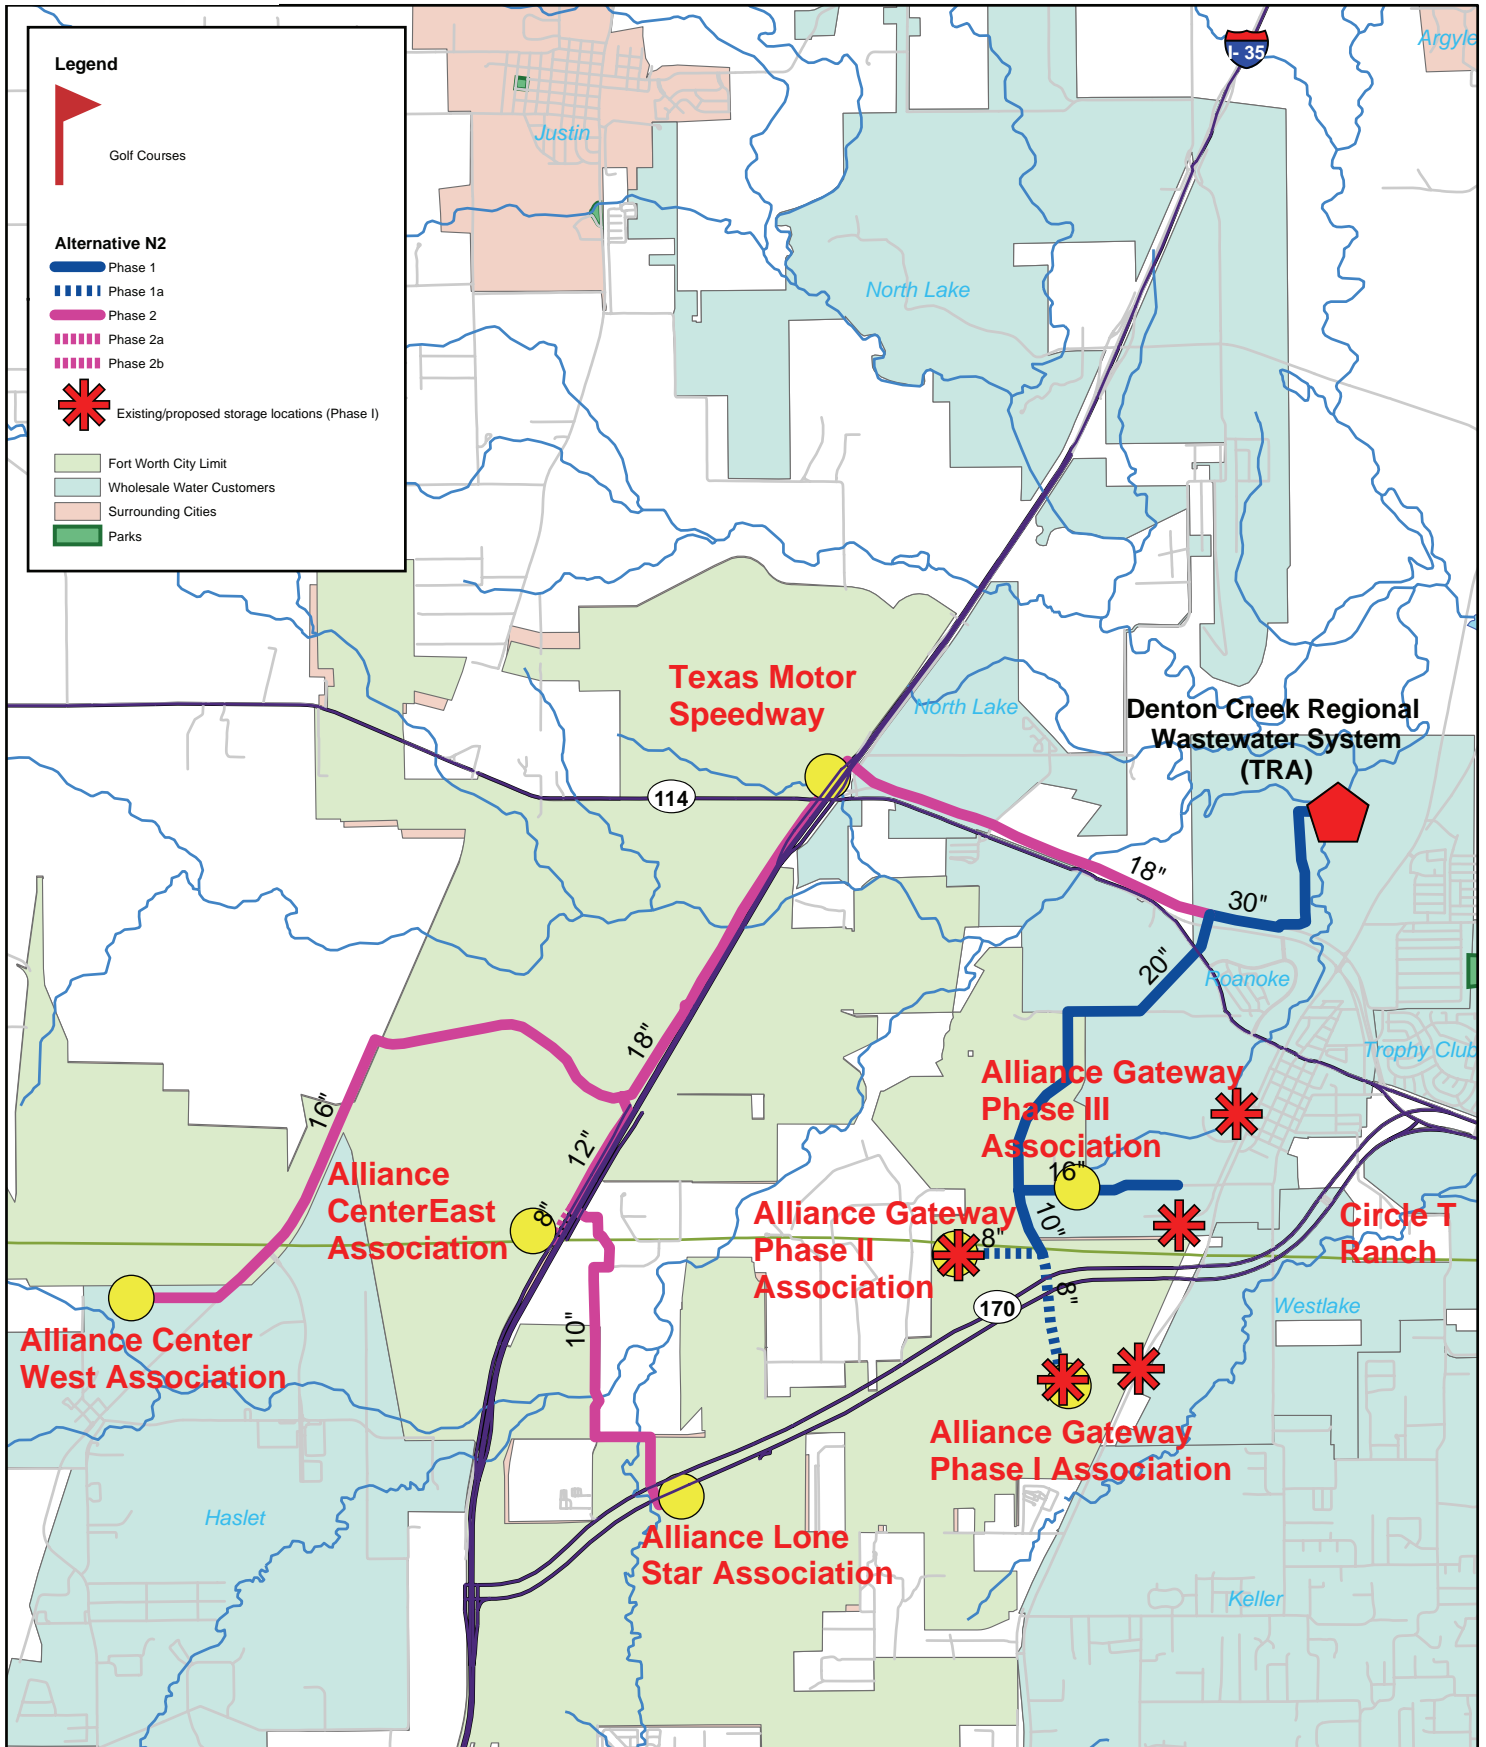 Legend
Golf Courses
Alternative N2
Phase 1
Phase 1a
Phase 2
Phase 2a
Phase 2b
Existing/proposed storage locations (Phase I)
Fort Worth City Limit
Wholesale Water Customers
Surrounding Cities
Parks
I- 35
Argyle
Justin
North Lake
Texas Motor
Speedway
North Lake
Denton Creek Regional
Wastewater System
(TRA)
114
18"
30"
20"
Roanoke
18"
Trophy Club
Alliance Gateway
Phase III
Association
16"
12"
16"
Alliance
CenterEast
Association
8"
Alliance Gateway
Phase II
Association
10"
8"
Circle T
Ranch
8"
170
Westlake
10"
Alliance Center
West Association
Alliance Gateway
Phase I Association
Haslet
Alliance Lone
Star Association
Keller